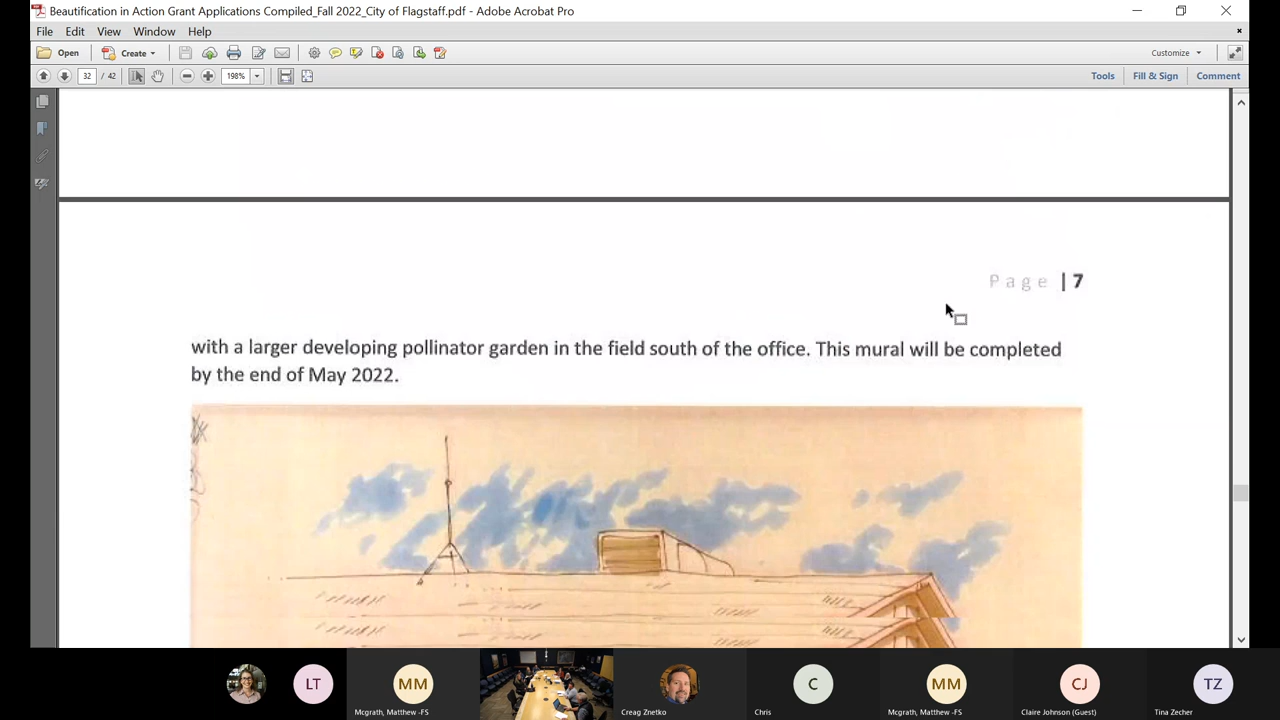 Beautification in Action Grant Applications Compiled_Fall 2022_City of Flagstaff.pdf - Adobe Acrobat Pro
File Edit View Window Help
Open Create Customize
32 / 42 198% Tools Fill & Sign Comment
Page | 7
with a larger developing pollinator garden in the field south of the office. This mural will be completed
by the end of May 2022.
LT MM C MM CJ TZ
Mcgrath, Matthew -FS Creag Znetko Chris Mcgrath, Matthew -FS Claire Johnson (Guest) Tina Zecher